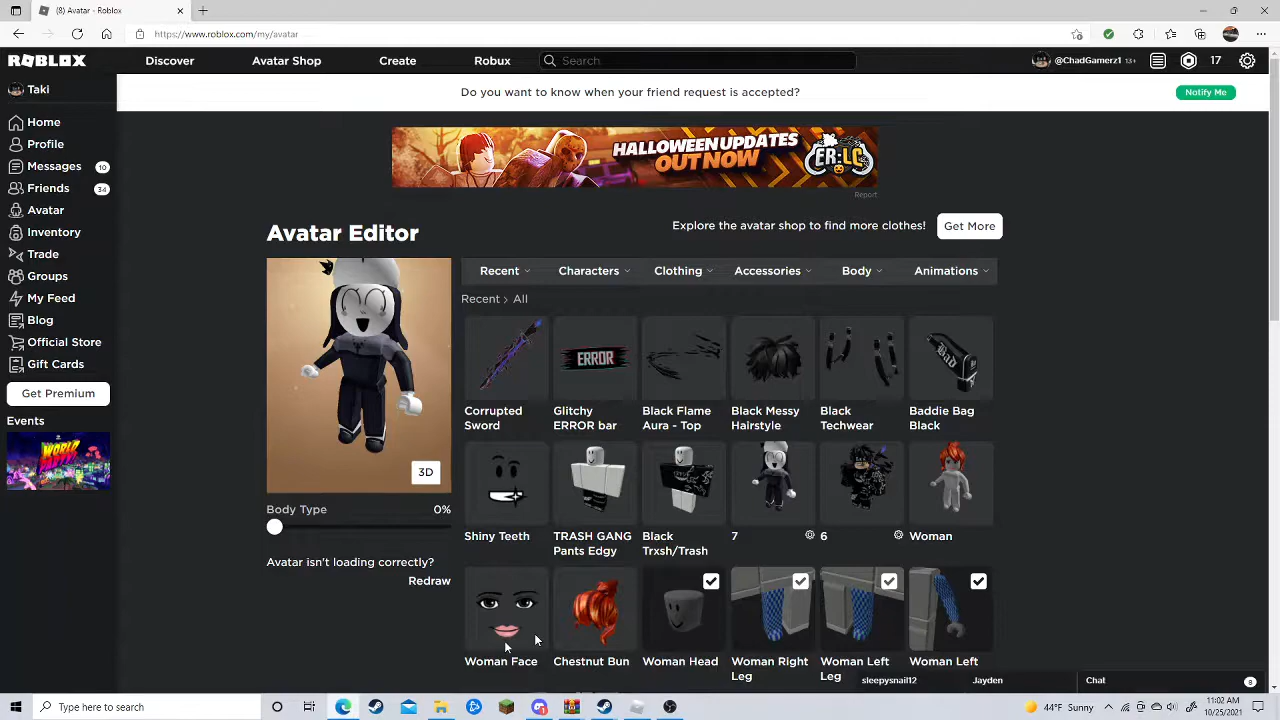 (8) Avatar - Roblox
https://www.roblox.com/my/avatar
ROBLOX
Discover
Avatar Shop
Create
Robux
Search
@ChadGamerz1 13+
17
Taki
Do you want to know when your friend request is accepted?
Notify Me
Home
Profile
Messages 10
Friends 34
Avatar
Inventory
Trade
Groups
My Feed
Blog
Official Store
Gift Cards
Get Premium
Events
WORLD PARTY
HALLOWEEN UPDATES
OUT NOW
ER:LC
Report
Avatar Editor
Explore the avatar shop to find more clothes!
Get More
3D
Body Type 0%
Avatar isn't loading correctly?
Redraw
Recent
Characters
Clothing
Accessories
Body
Animations
Recent > All
ERROR
Bad
Corrupted
Sword
Glitchy
ERROR bar
Black Flame
Aura - Top
Black Messy
Hairstyle
Black
Techwear
Baddie Bag
Black
Shiny Teeth
TRASH GANG
Pants Edgy
Black
Trxsh/Trash
7
6
Woman
Woman Face
Chestnut Bun
Woman Head
Woman Right
Leg
Woman Left
Leg
Woman Left
sleepysnail12
Jayden
Chat
8
Type here to search
44°F Sunny
11:02 AM
10/25/2021